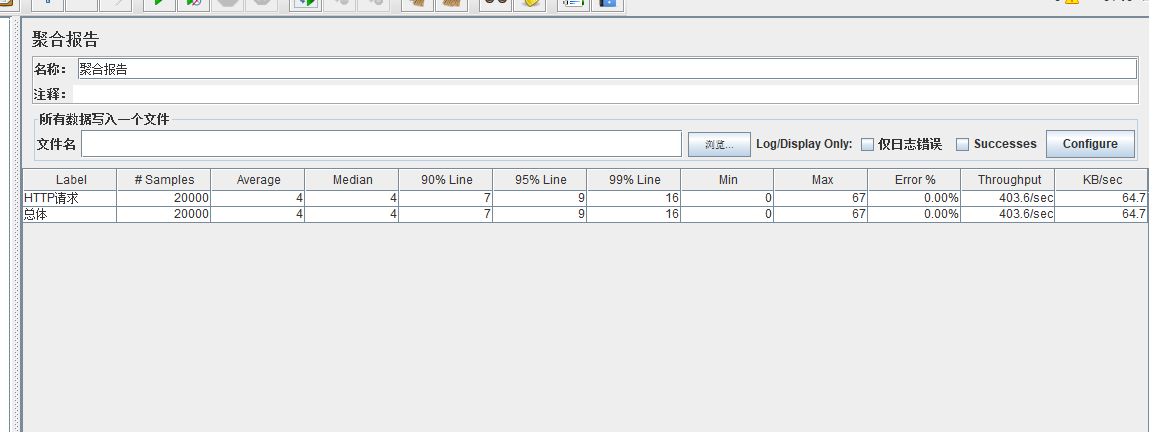 聚合报告
名称： 聚合报告
注释：
所有数据写入一个文件
文件名 浏览... Log/Display Only: 仅日志错误 Successes Configure
Label # Samples Average Median 90% Line 95% Line 99% Line Min Max Error % Throughput KB/sec
HTTP请求 20000 4 4 7 9 16 0 67 0.00% 403.6/sec 64.7
总体 20000 4 4 7 9 16 0 67 0.00% 403.6/sec 64.7